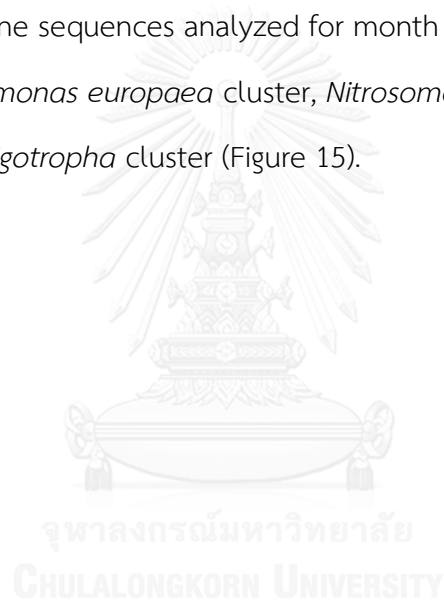 ne sequences analyzed for month
monas europaea cluster, Nitrosom
gotropha cluster (Figure 15).
จุฬาลงกรณ์มหาวิทยาลัย
CHULALONGKORN UNIVERSITY